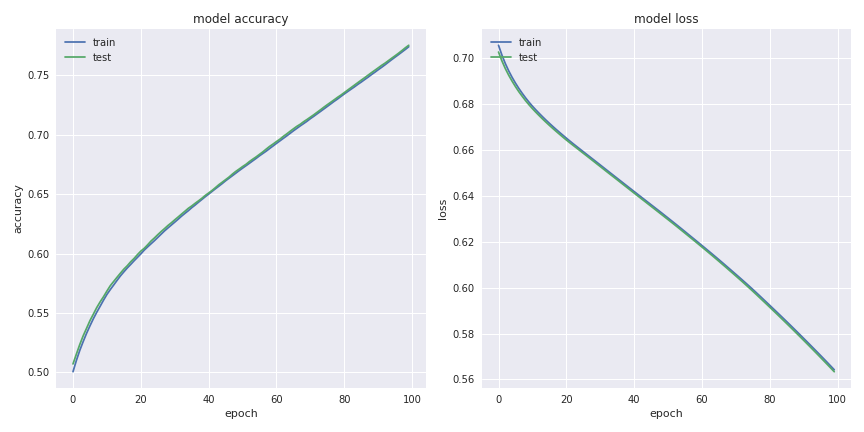 model accuracy
train
test
0.75
0.70
0.65
0.60
0.55
0.50
accuracy
0 20 40 60 80 100
epoch
model loss
train
test
0.70
0.68
0.66
0.64
0.62
0.60
0.58
0.56
loss
0 20 40 60 80 100
epoch